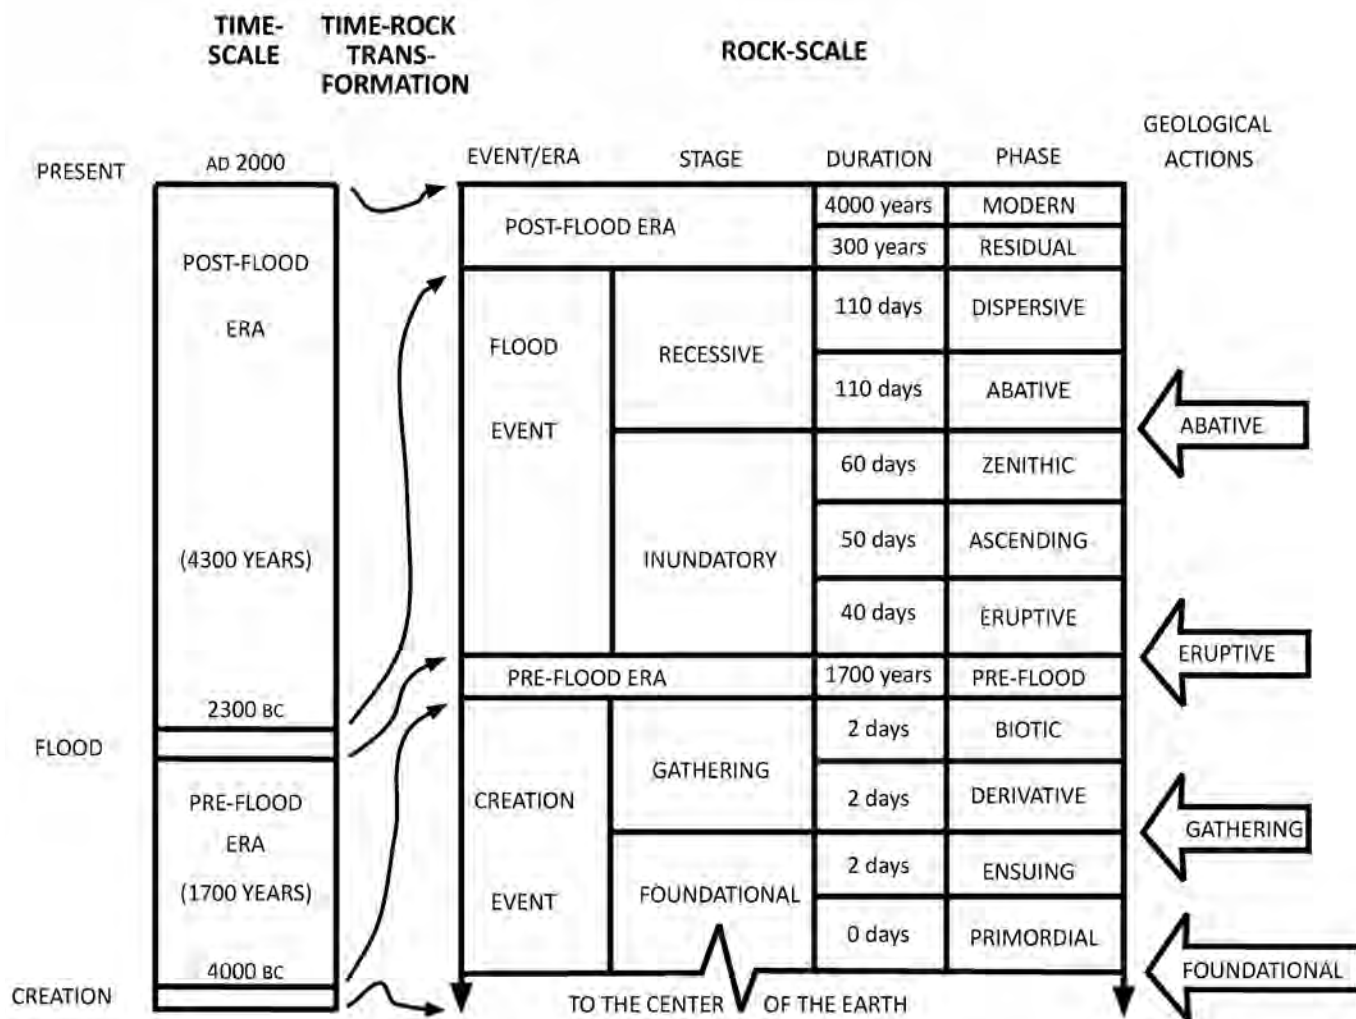 TIME-
SCALE
TIME-ROCK
TRANS-
FORMATION
ROCK-SCALE
GEOLOGICAL
ACTIONS
PRESENT
AD 2000
EVENT/ERA
STAGE
DURATION
PHASE
POST-FLOOD
ERA
(4300 YEARS)
2300 BC
FLOOD
PRE-FLOOD
ERA
(1700 YEARS)
4000 BC
CREATION
POST-FLOOD ERA
4000 years
MODERN
300 years
RESIDUAL
FLOOD
EVENT
RECESSIVE
110 days
DISPERSIVE
110 days
ABATIVE
INUNDATORY
60 days
ZENITHIC
50 days
ASCENDING
40 days
ERUPTIVE
PRE-FLOOD ERA
1700 years
PRE-FLOOD
CREATION
EVENT
GATHERING
2 days
BIOTIC
2 days
DERIVATIVE
FOUNDATIONAL
2 days
ENSUING
0 days
PRIMORDIAL
TO THE CENTER OF THE EARTH
ABATIVE
ERUPTIVE
GATHERING
FOUNDATIONAL